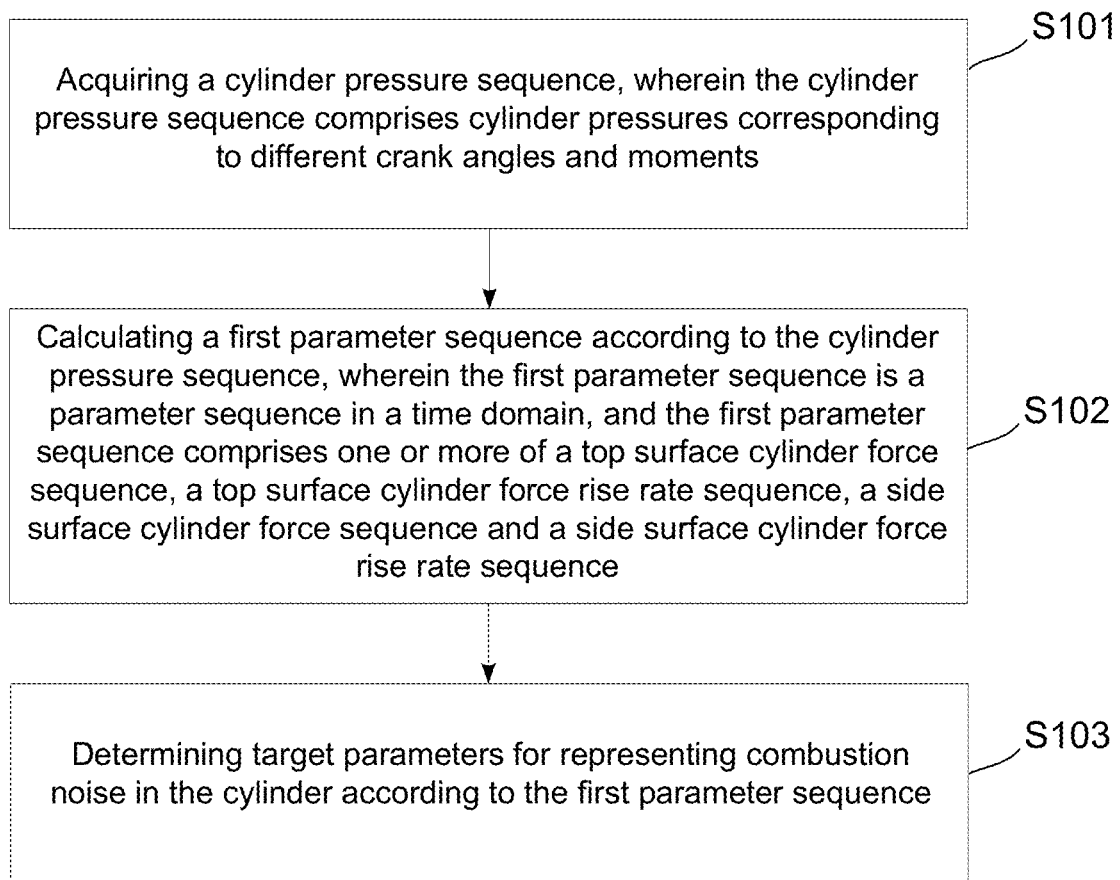 S101
Acquiring a cylinder pressure sequence, wherein the cylinder
pressure sequence comprises cylinder pressures corresponding
to different crank angles and moments
Calculating a first parameter sequence according to the cylinder
pressure sequence, wherein the first parameter sequence is a
parameter sequence in a time domain, and the first parameter
sequence comprises one or more of a top surface cylinder force
sequence, a top surface cylinder force rise rate sequence, a side
surface cylinder force sequence and a side surface cylinder force
rise rate sequence
S102
Determining target parameters for representing combustion
noise in the cylinder according to the first parameter sequence
S103